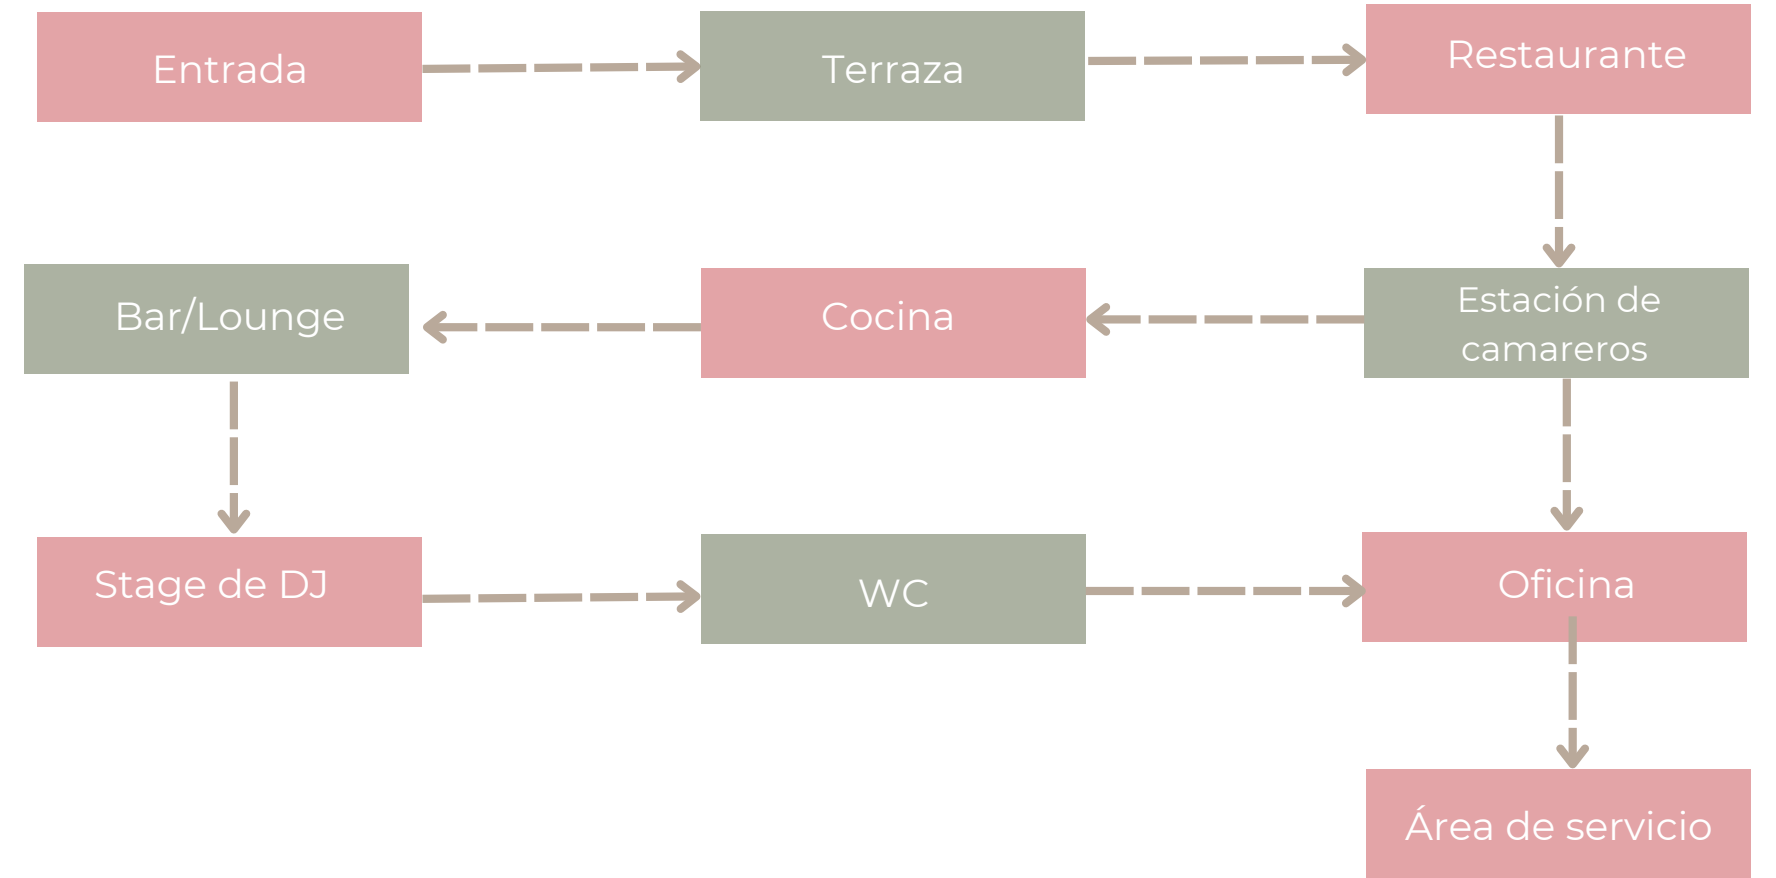 Entrada
Terraza
Restaurante
Bar/Lounge
Cocina
Estación de
camareros
Stage de DJ
WC
Oficina
Área de servicio